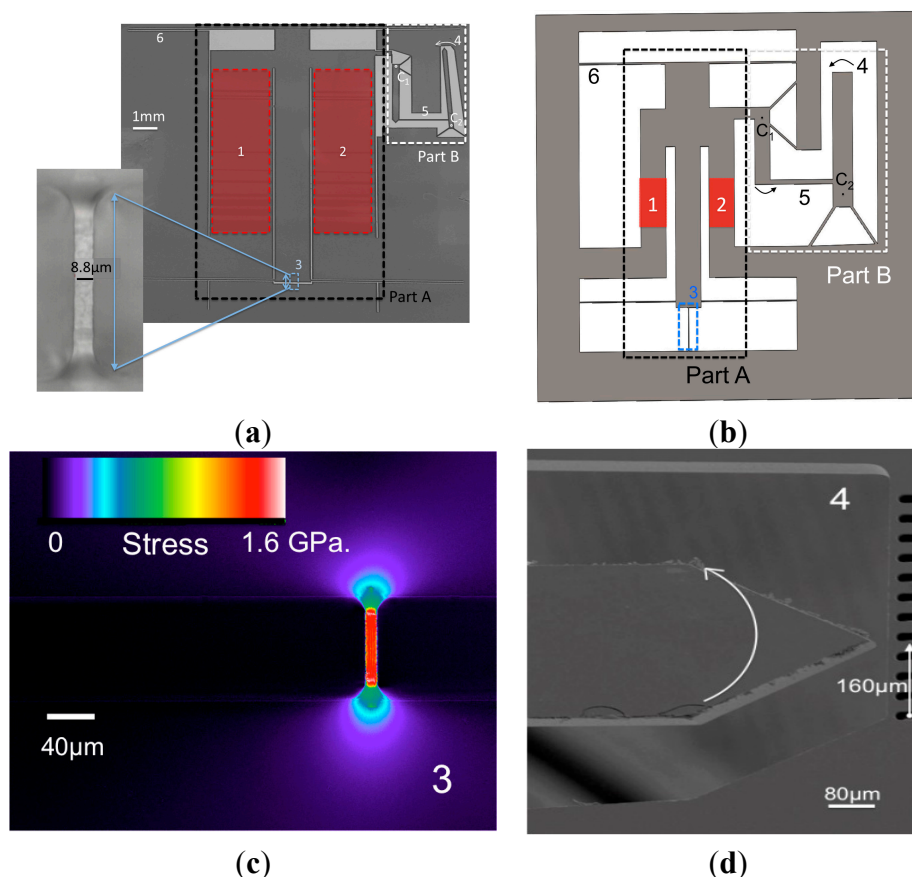 6
4
C1
1mm
5
C2
1
2
Part B
8.8µm
3
Part A
(a)
6
4
C1
1
2
5
C2
Part B
3
Part A
(b)
0 Stress 1.6 GPa.
40µm
3
(c)
4
160µm
80µm
(d)